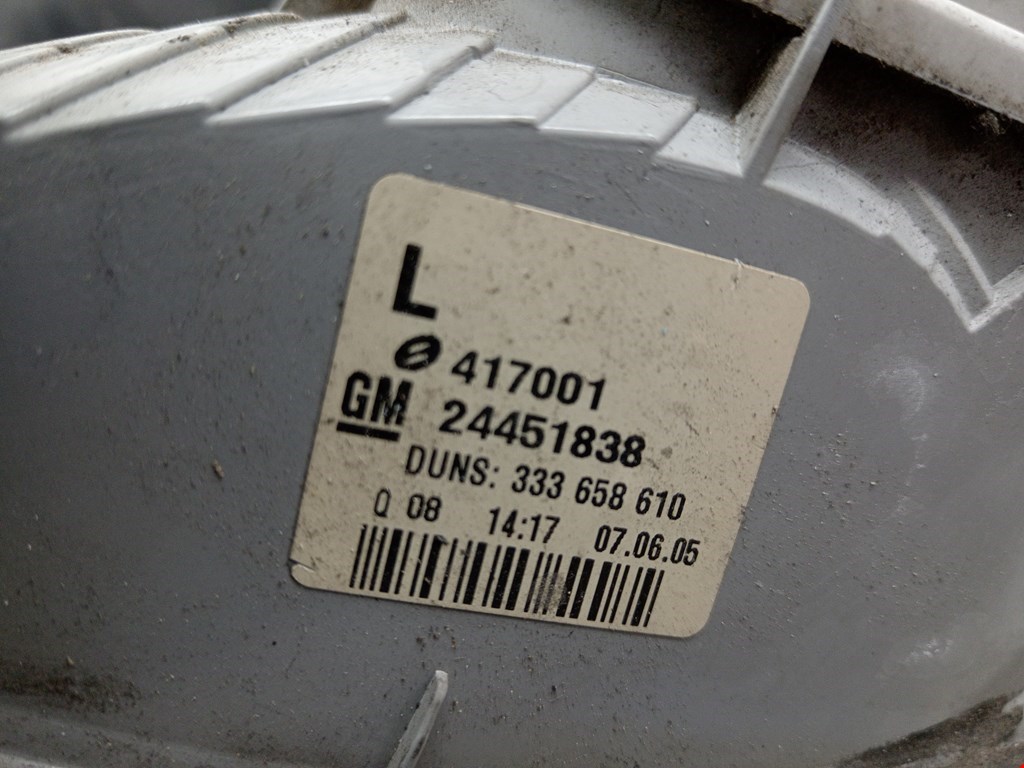 L
417001
GM 24451838
DUNS: 333 658 610
Q 08 14:17 07.06.05